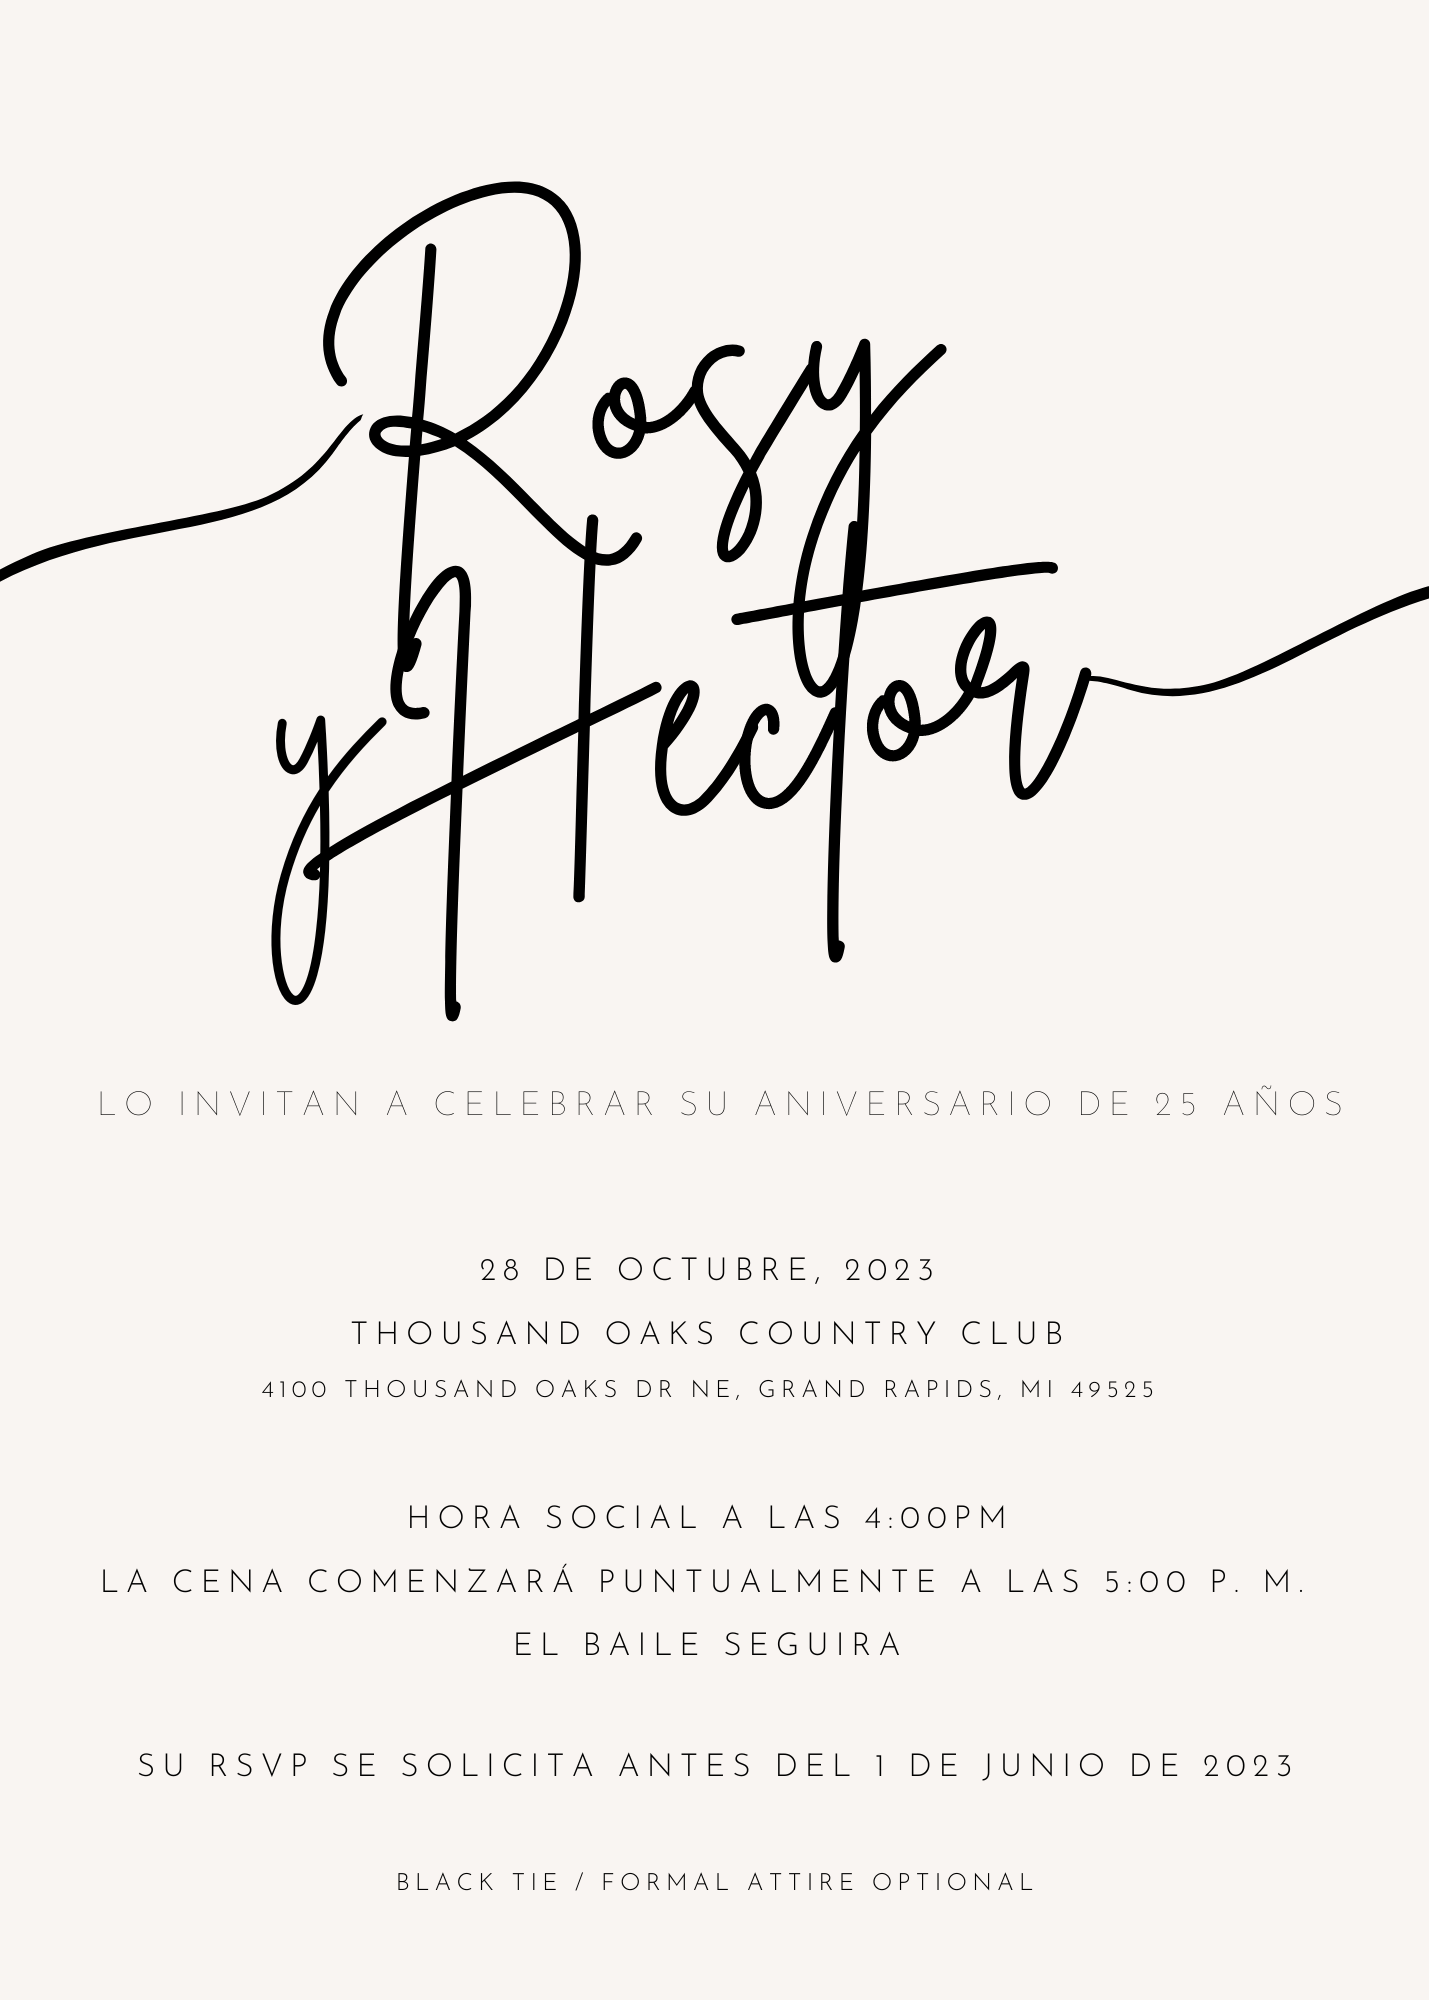 Rosy
y Hector
LO INVITAN A CELEBRAR SU ANIVERSARIO DE 25 AÑOS
28 DE OCTUBRE, 2023
THOUSAND OAKS COUNTRY CLUB
4100 THOUSAND OAKS DR NE, GRAND RAPIDS, MI 49525
HORA SOCIAL A LAS 4:00PM
LA CENA COMENZARÁ PUNTUALMENTE A LAS 5:00 P. M.
EL BAILE SEGUIRA
SU RSVP SE SOLICITA ANTES DEL 1 DE JUNIO DE 2023
BLACK TIE / FORMAL ATTIRE OPTIONAL